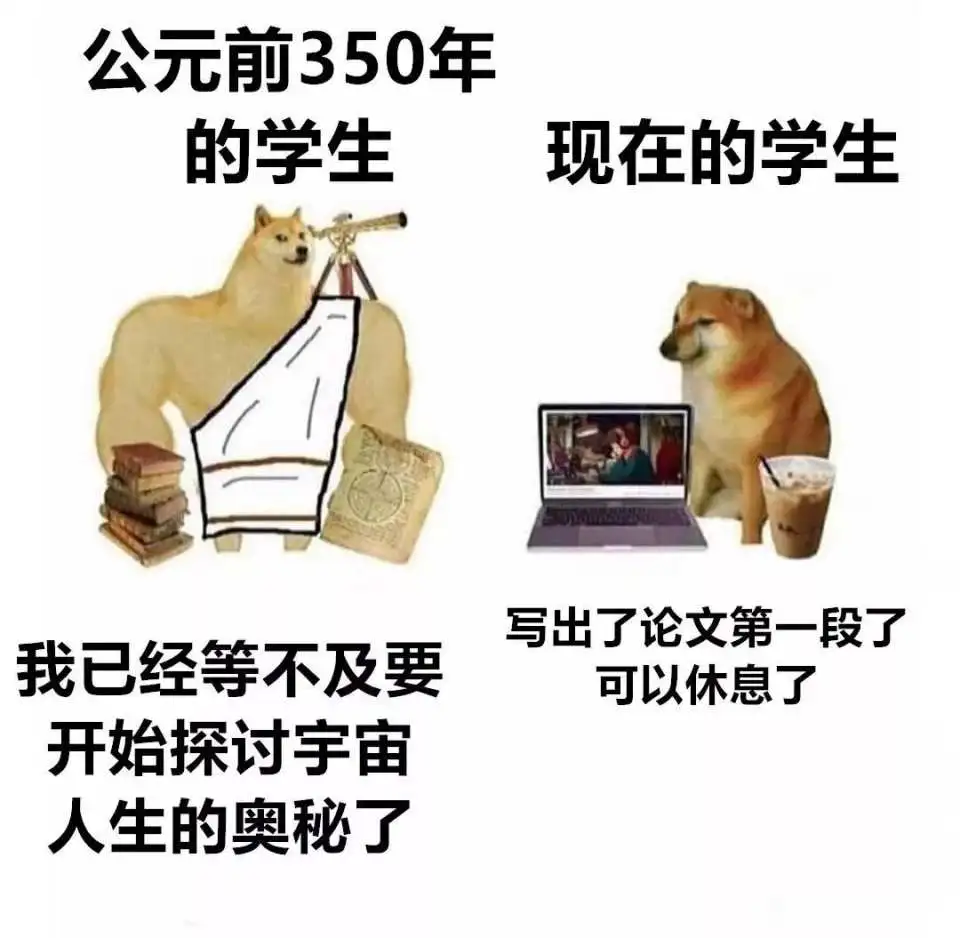 公元前350年
的学生
现在的学生
我已经等不及要
开始探讨宇宙
人生的奥秘了
写出了论文第一段了
可以休息了